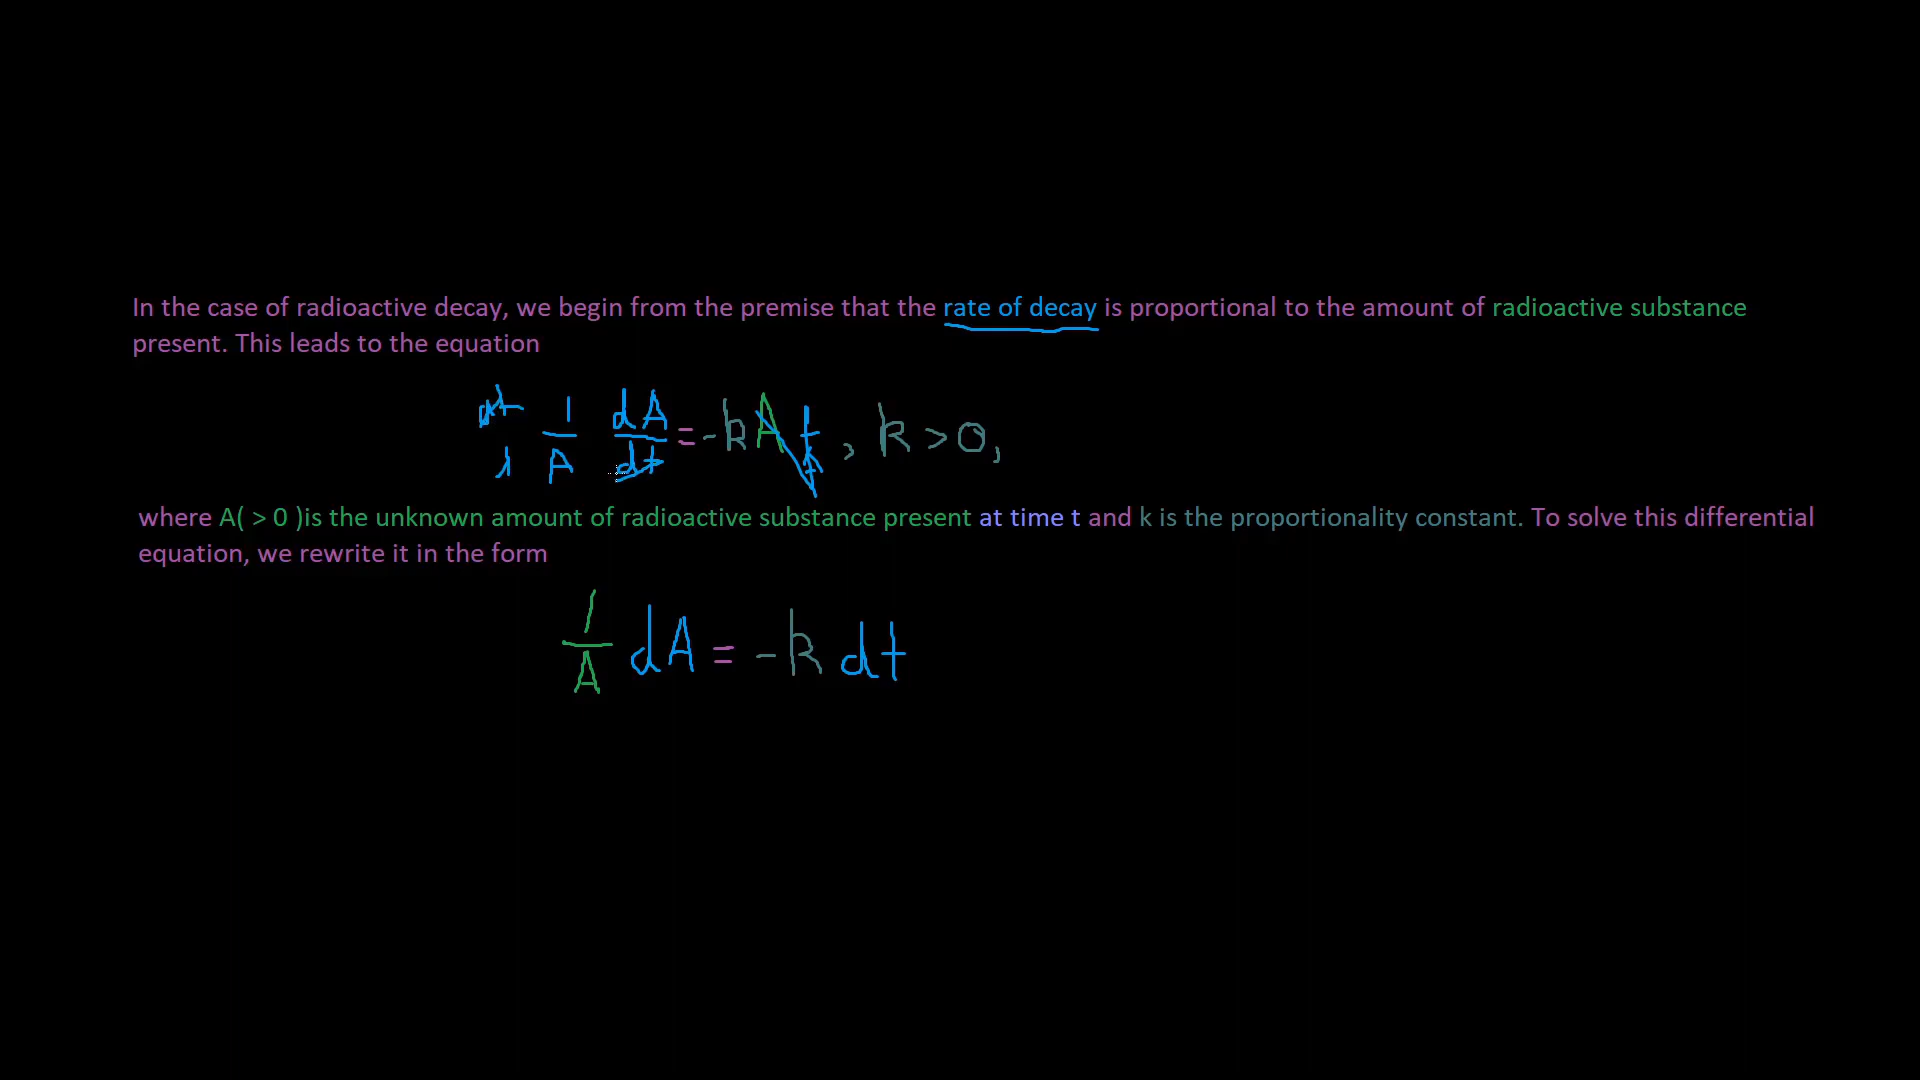 In the case of radioactive decay, we begin from the premise that the rate of decay is proportional to the amount of radioactive substance
present. This leads to the equation
dt/1 1/A dA/dt = -kA , k > 0,
where A( > 0 )is the unknown amount of radioactive substance present at time t and k is the proportionality constant. To solve this differential
equation, we rewrite it in the form
1/A dA = -k dt